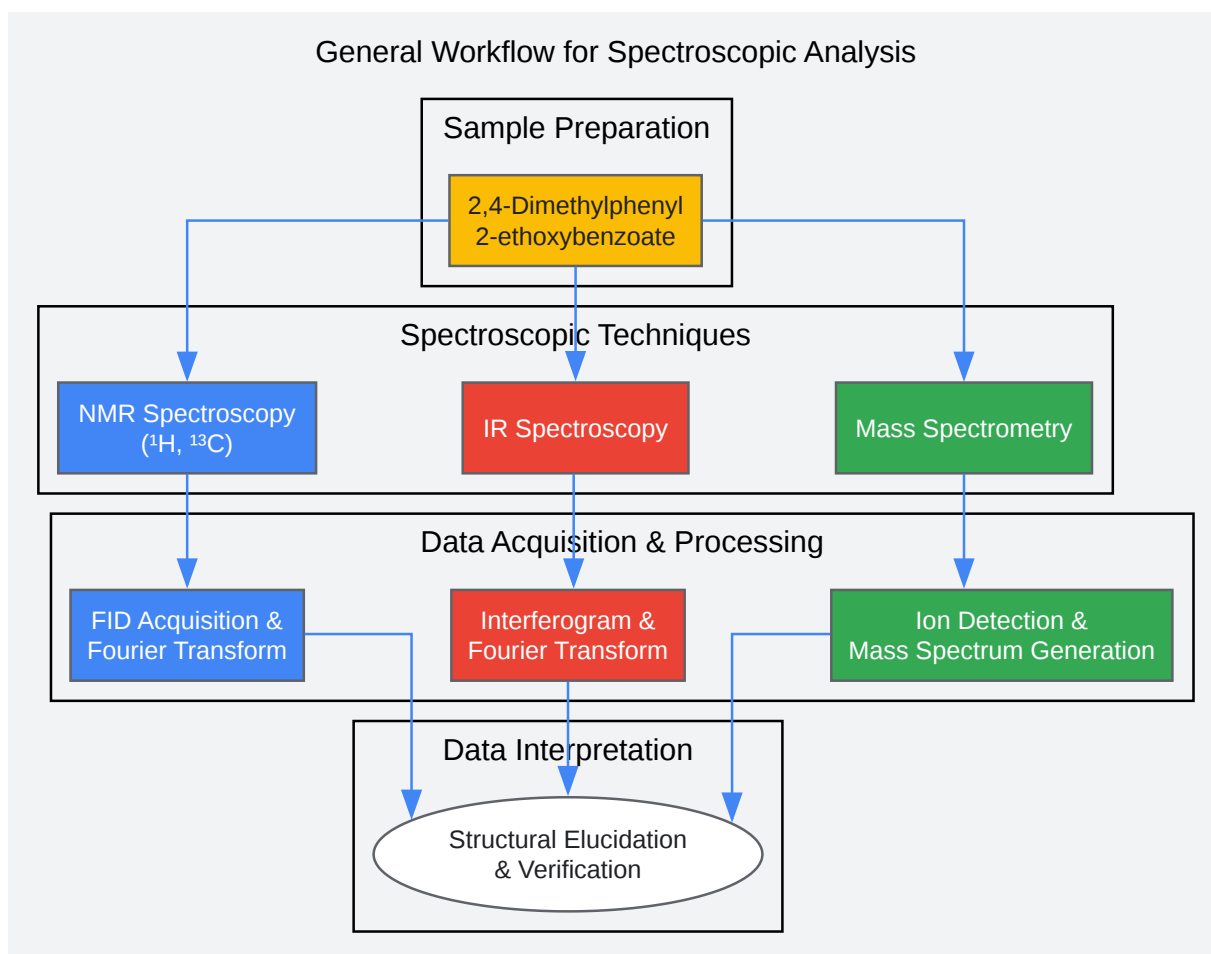 General Workflow for Spectroscopic Analysis
Sample Preparation
2,4-Dimethylphenyl
2-ethoxybenzoate
Spectroscopic Techniques
NMR Spectroscopy
(¹H, ¹³C)
IR Spectroscopy
Mass Spectrometry
Data Acquisition & Processing
FID Acquisition &
Fourier Transform
Interferogram &
Fourier Transform
Ion Detection &
Mass Spectrum Generation
Data Interpretation
Structural Elucidation
& Verification